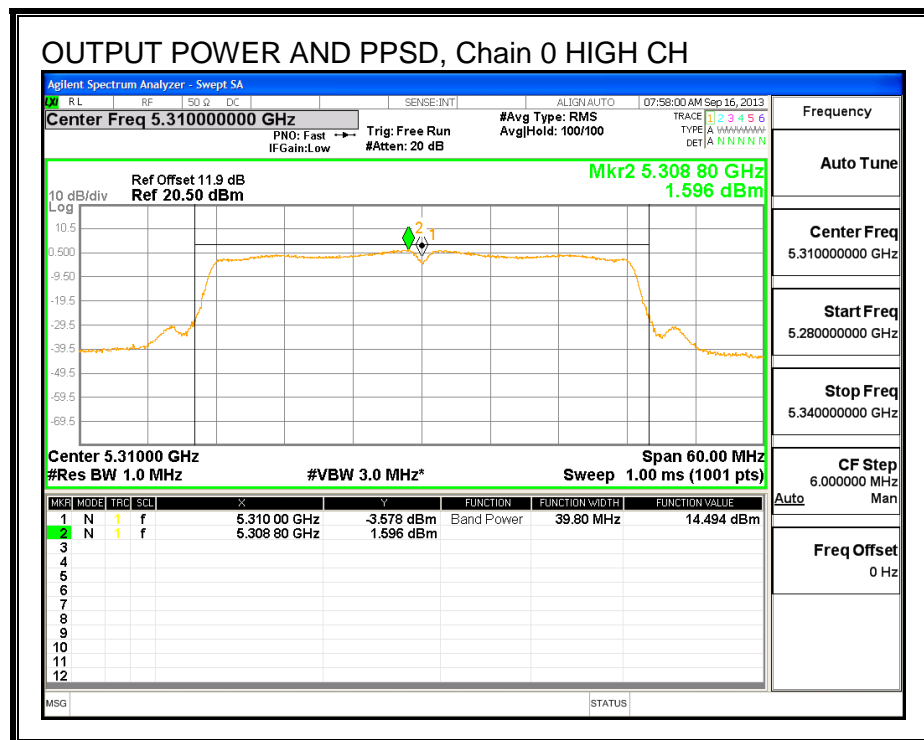 OUTPUT POWER AND PPSD, Chain 0 HIGH CH
Agilent Spectrum Analyzer - Swept SA
LXI RL RF 50 Ω DC SENSE:INT ALIGN AUTO 07:58:00 AM Sep 16, 2013
Center Freq 5.310000000 GHz
PNO: Fast
IFGain:Low
Trig: Free Run
#Atten: 20 dB
#Avg Type: RMS
Avg|Hold: 100/100
TRACE 1 2 3 4 5 6
TYPE A WWWWW
DET A N N N N N
Mkr2 5.308 80 GHz
1.596 dBm
Ref Offset 11.9 dB
10 dB/div Ref 20.50 dBm
Log
10.5
0.500
-9.50
-19.5
-29.5
-39.5
-49.5
-59.5
-69.5
2
1
Center 5.31000 GHz Span 60.00 MHz
#Res BW 1.0 MHz #VBW 3.0 MHz* Sweep 1.00 ms (1001 pts)
MKR MODE TRC SCL X Y FUNCTION FUNCTION WIDTH FUNCTION VALUE
1 N 1 f 5.310 00 GHz -3.578 dBm Band Power 39.80 MHz 14.494 dBm
2 N 1 f 5.308 80 GHz 1.596 dBm
3
4
5
6
7
8
9
10
11
12
MSG STATUS
Frequency
Auto Tune
Center Freq
5.310000000 GHz
Start Freq
5.280000000 GHz
Stop Freq
5.340000000 GHz
CF Step
6.000000 MHz
Auto Man
Freq Offset
0 Hz